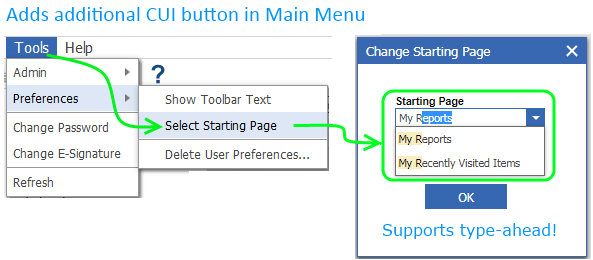 Adds additional CUI button in Main Menu
Tools Help
Admin
?
Preferences
Show Toolbar Text
Change Password
Select Starting Page
Change E-Signature
Delete User Preferences...
Refresh
Change Starting Page
Starting Page
My Reports
My Reports
My Recently Visited Items
OK
Supports type-ahead!